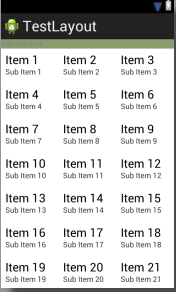 TestLayout
Item 1 Item 2 Item 3
Sub Item 1 Sub Item 2 Sub Item 3
Item 4 Item 5 Item 6
Sub Item 4 Sub Item 5 Sub Item 6
Item 7 Item 8 Item 9
Sub Item 7 Sub Item 8 Sub Item 9
Item 10 Item 11 Item 12
Sub Item 10 Sub Item 11 Sub Item 12
Item 13 Item 14 Item 15
Sub Item 13 Sub Item 14 Sub Item 15
Item 16 Item 17 Item 18
Sub Item 16 Sub Item 17 Sub Item 18
Item 19 Item 20 Item 21
Sub Item 19 Sub Item 20 Sub Item 21